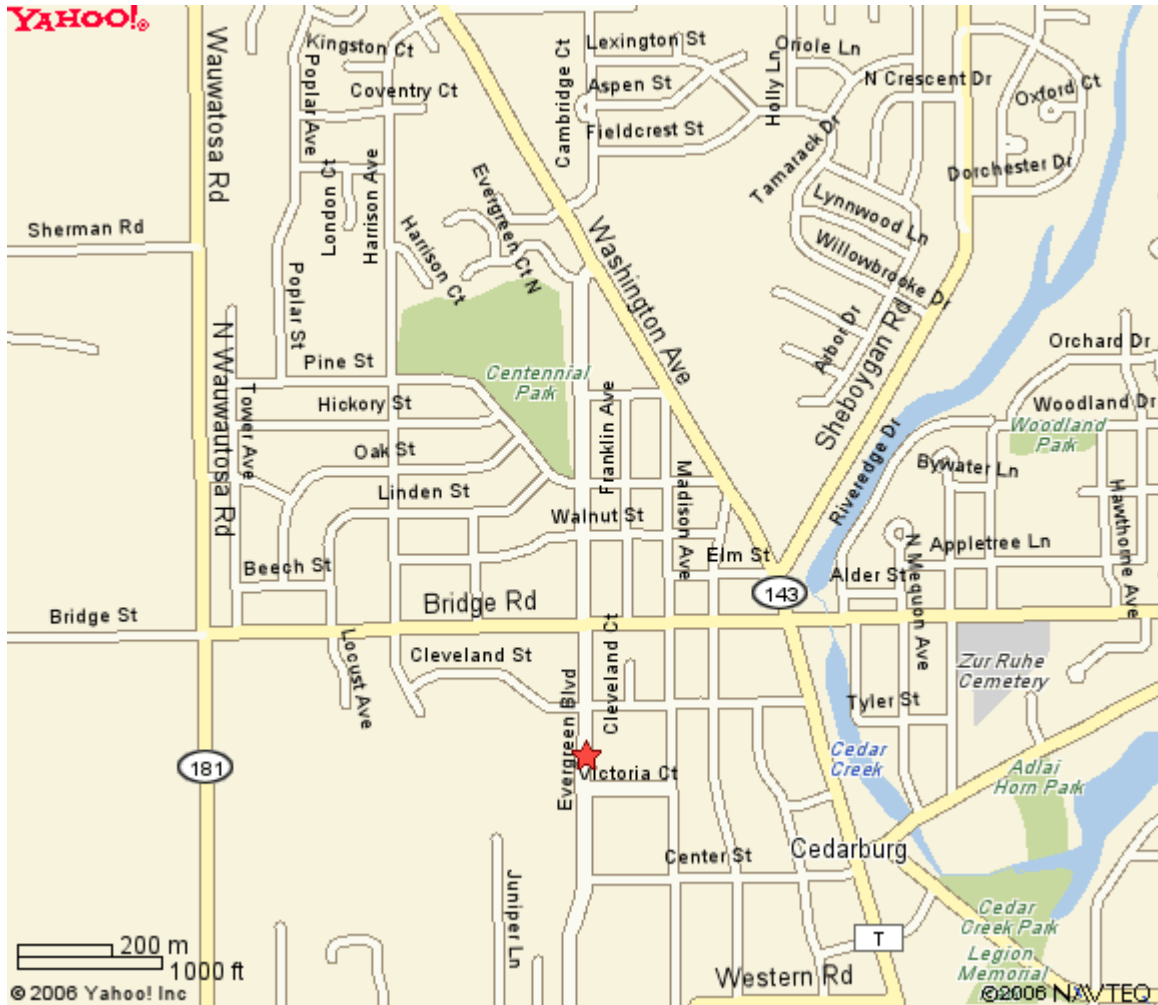 YAHOO!®
Wauwatosa Rd
Kingston Ct
Poplar Ave
Coventry Ct
Cambridge Ct
Lexington St
Aspen St
Fieldcrest St
Holly Ln
Oriole Ln
N Crescent Dr
Oxford Ct
Dorchester Dr
Tamarack Dr
London Ct
Harrison Ave
Evergreen Ct N
Lynnwood Ln
Sherman Rd
Harrison Ct
Washington Ave
Willowbrooke Dr
Poplar St
Arbor Dr
Sheboygan Rd
Orchard Dr
N Wauwautosa Rd
Pine St
Centennial
Park
Tower Ave
Hickory St
Franklin Ave
Woodland Dr
Woodland
Park
Oak St
Riveredge Dr
Bywater Ln
Linden St
Madison Ave
Walnut St
Hawthorne Ave
Elm St
N Mequon Ave
Appletree Ln
Beech St
Alder St
143
Bridge Rd
Bridge St
Locust Ave
Cleveland St
Cleveland Ct
Evergreen Blvd
Zur Ruhe
Cemetery
Tyler St
Cedar
Creek
181
Victoria Ct
Adlai
Horn Park
Juniper Ln
Center St
Cedarburg
Cedar
Creek Park
Legion
Memorial
T
Western Rd
200 m
1000 ft
© 2006 Yahoo! Inc
©2006 NAVTEQ